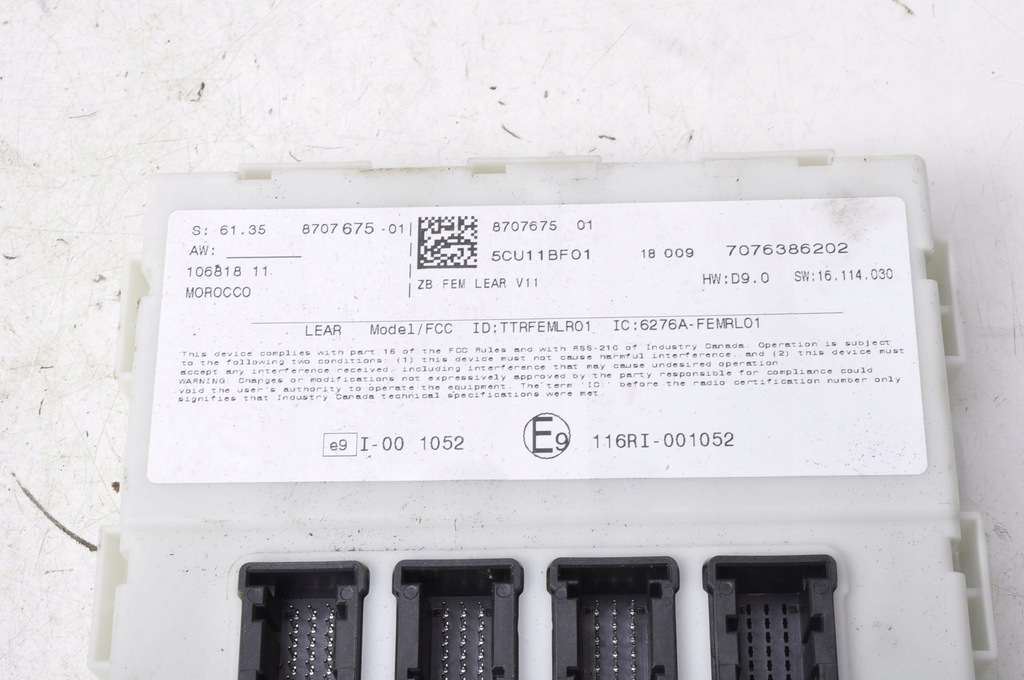 S: 61.35 8707675-01 8707675 01
AW: 5CU11BF01 18 009 7076386202
106818 11 ZB FEM LEAR V11 HW:D9.0 SW:16.114.030
MOROCCO
LEAR Model/FCC ID:TTRFEMLR01 IC:6276A-FEMRL01
This device complies with part 15 of the FCC Rules and with RSS-210 of Industry Canada. Operation is subject
to the following two conditions: (1) this device must not cause harmful interference, and (2) this device must
accept any interference received, including interference that may cause undesired operation.
WARNING: Changes or modifications not expressively approved by the party responsible for compliance could
void the user's authority to operate the equipment. The term 'IC:' before the radio certification number only
signifies that Industry Canada technical specifications were met.
e9 I-00 1052 E9 116RI-001052